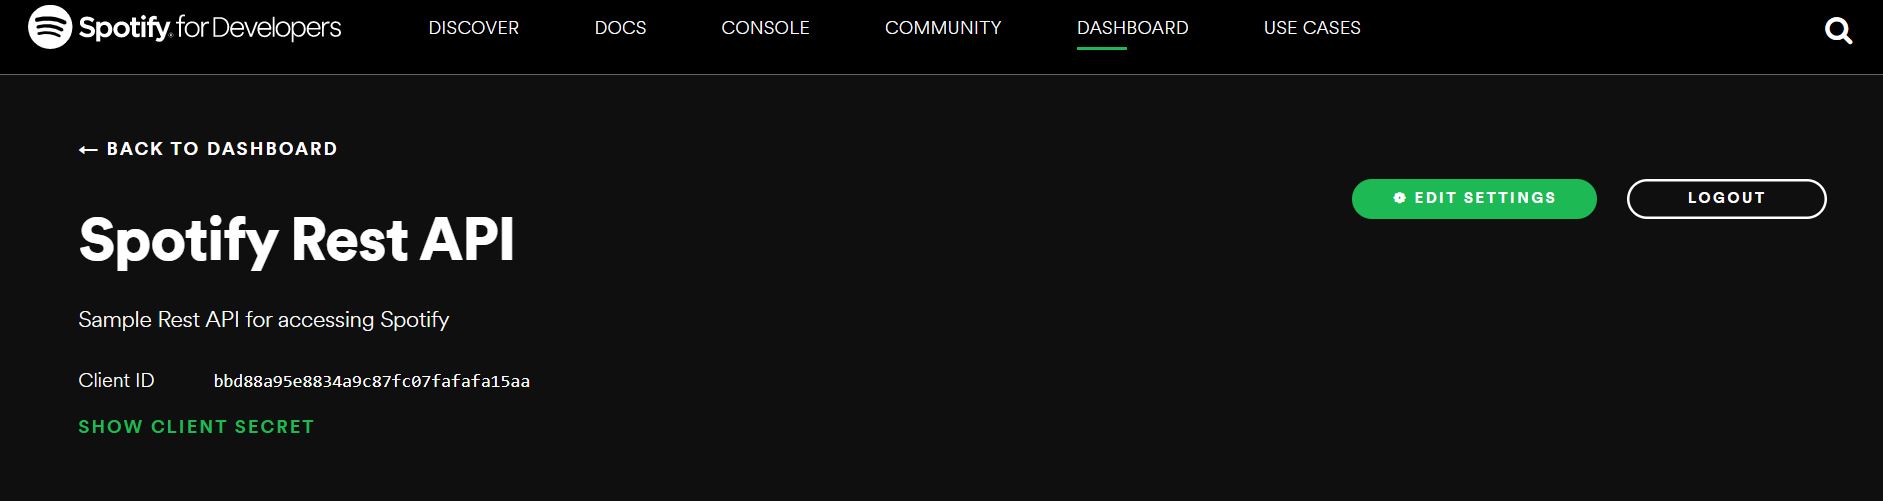 Spotify® for Developers DISCOVER DOCS CONSOLE COMMUNITY DASHBOARD USE CASES
← BACK TO DASHBOARD
EDIT SETTINGS LOGOUT
Spotify Rest API
Sample Rest API for accessing Spotify
Client ID bbd88a95e8834a9c87fc07fafafa15aa
SHOW CLIENT SECRET